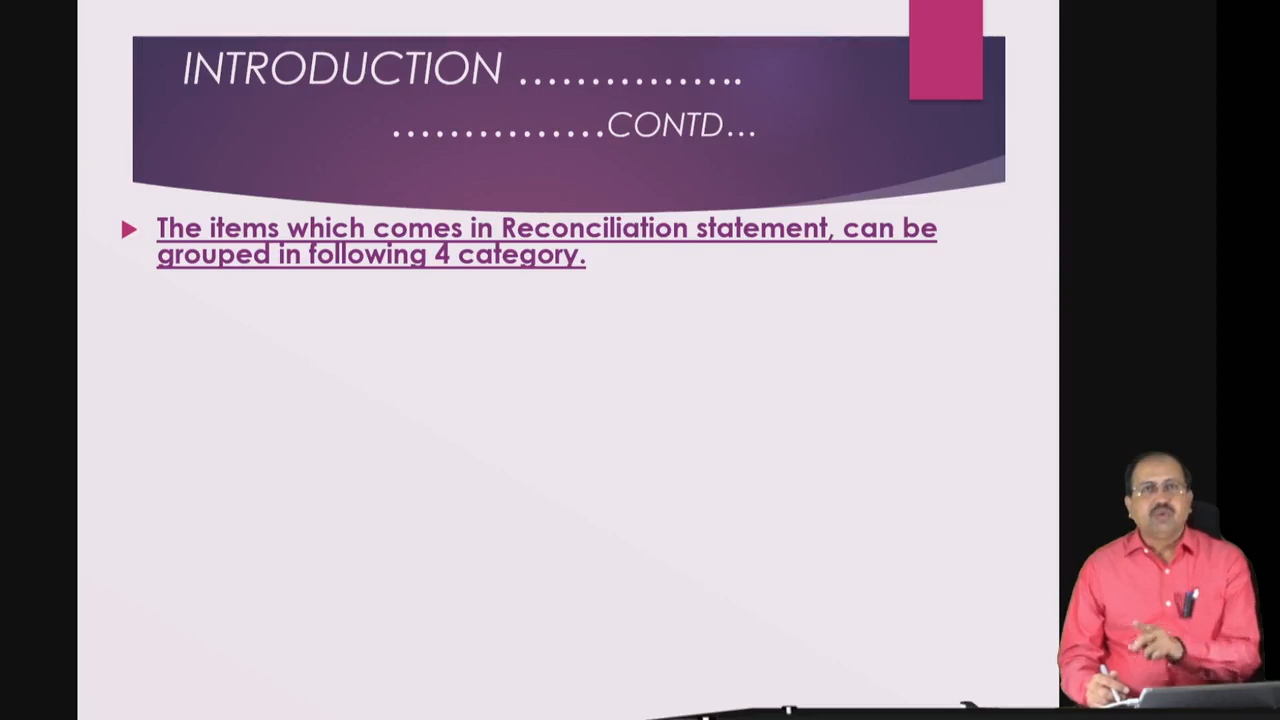 INTRODUCTION ................
...............CONTD...
The items which comes in Reconciliation statement, can be
grouped in following 4 category.